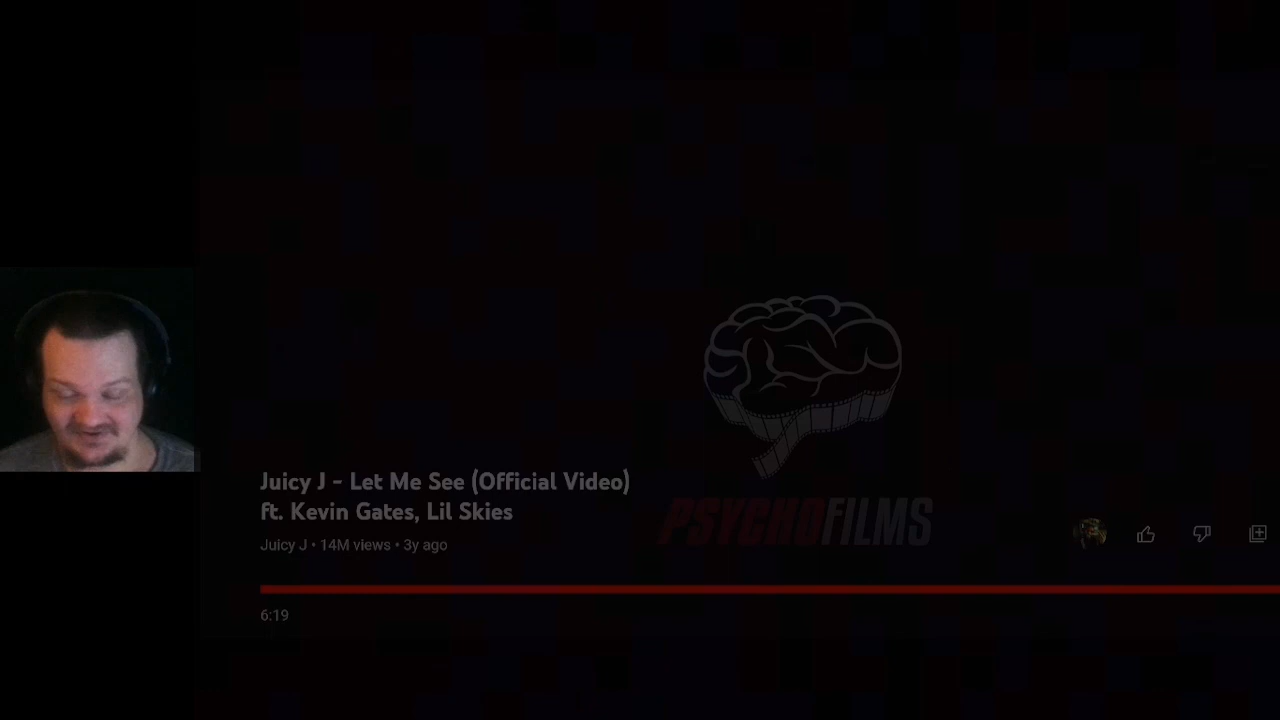 Juicy J - Let Me See (Official Video)
ft. Kevin Gates, Lil Skies
Juicy J • 14M views • 3y ago
PSYCHOFILMS
6:19